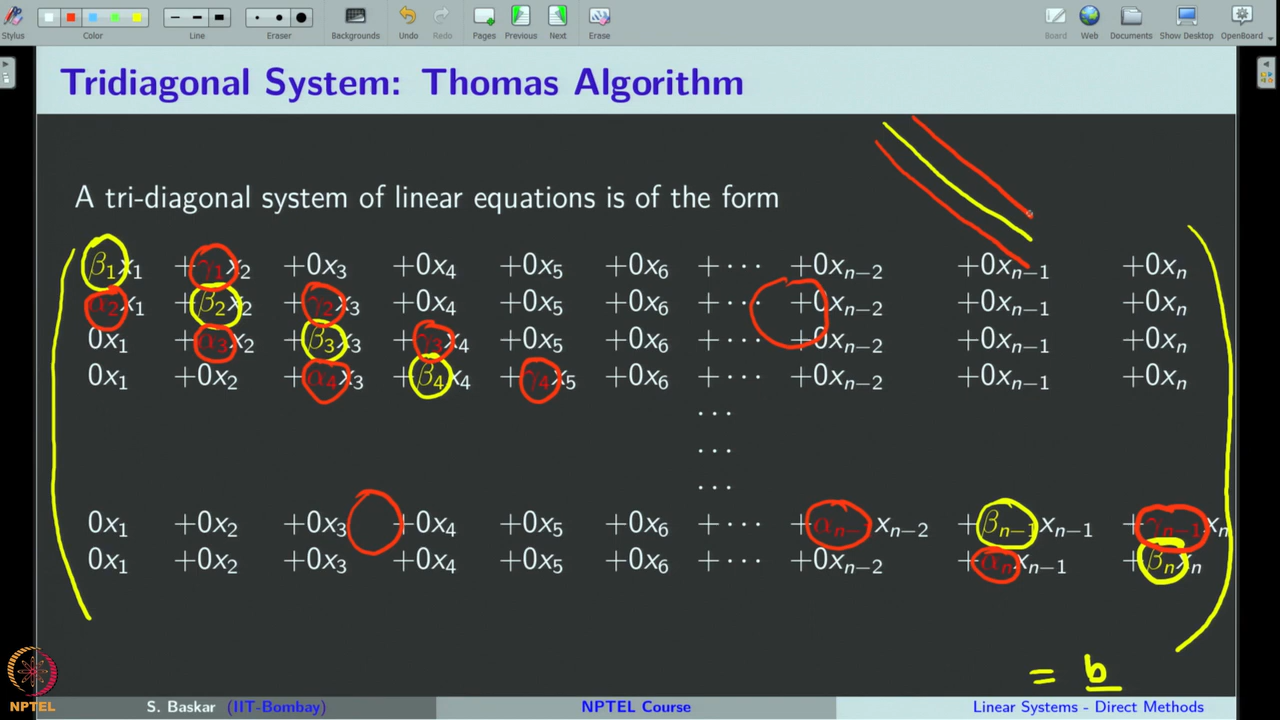 Stylus Color Line Eraser Backgrounds Undo Redo Pages Previous Next Erase Board Web Documents Show Desktop OpenBoard
Tridiagonal System: Thomas Algorithm
A tri-diagonal system of linear equations is of the form
β₁x₁ +γ₁x₂ +0x₃ +0x₄ +0x₅ +0x₆ +⋯ +0xₙ₋₂ +0xₙ₋₁ +0xₙ
α₂x₁ +β₂x₂ +γ₂x₃ +0x₄ +0x₅ +0x₆ +⋯ +0xₙ₋₂ +0xₙ₋₁ +0xₙ
0x₁ +α₃x₂ +β₃x₃ +γ₃x₄ +0x₅ +0x₆ +⋯ +0xₙ₋₂ +0xₙ₋₁ +0xₙ
0x₁ +0x₂ +α₄x₃ +β₄x₄ +γ₄x₅ +0x₆ +⋯ +0xₙ₋₂ +0xₙ₋₁ +0xₙ
⋯
⋯
⋯
0x₁ +0x₂ +0x₃ +0x₄ +0x₅ +0x₆ +⋯ +αₙ₋₁xₙ₋₂ +βₙ₋₁xₙ₋₁ +γₙ₋₁xₙ
0x₁ +0x₂ +0x₃ +0x₄ +0x₅ +0x₆ +⋯ +0xₙ₋₂ +αₙxₙ₋₁ +βₙxₙ
= b
NPTEL
S. Baskar (IIT-Bombay) NPTEL Course Linear Systems - Direct Methods